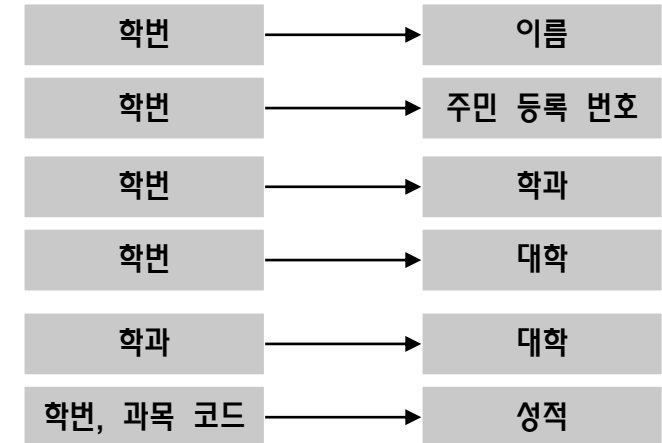 학번 이름
학번 주민 등록 번호
학번 학과
학번 대학
학과 대학
학번, 과목 코드 성적